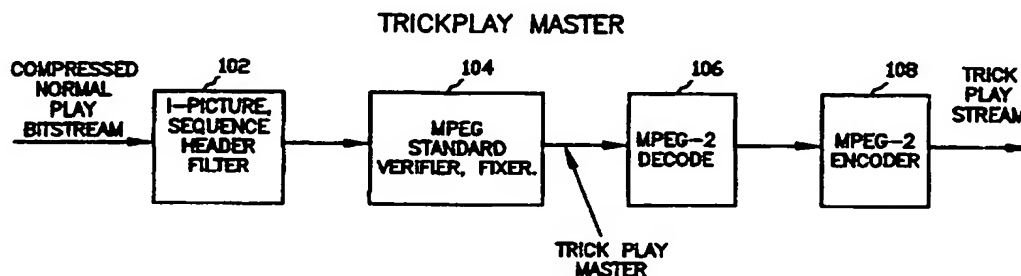 TRICKPLAY MASTER
COMPRESSED
NORMAL
PLAY
BITSTREAM
102
I-PICTURE,
SEQUENCE
HEADER
FILTER
104
MPEG
STANDARD
VERIFIER, FIXER.
TRICK PLAY
MASTER
106
MPEG-2
DECODE
108
MPEG-2
ENCODER
TRICK
PLAY
STREAM